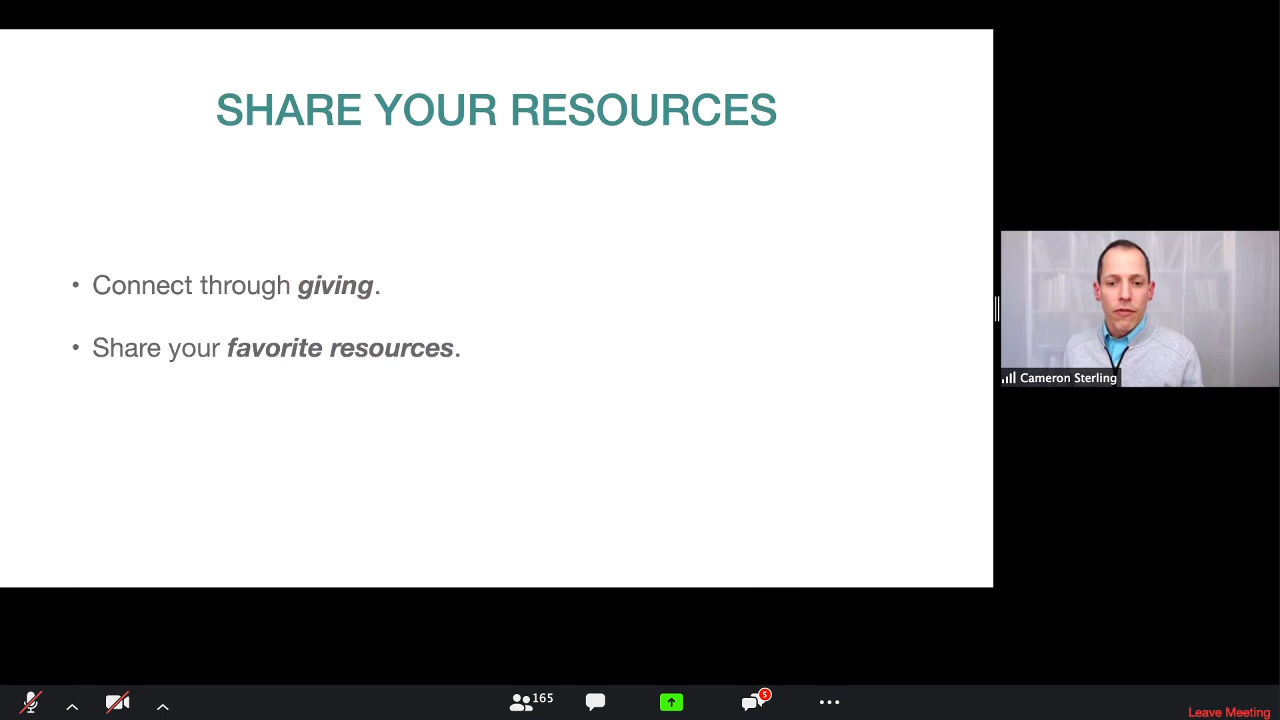 SHARE YOUR RESOURCES
• Connect through giving.
• Share your favorite resources.
Cameron Sterling
165
5
Leave Meeting